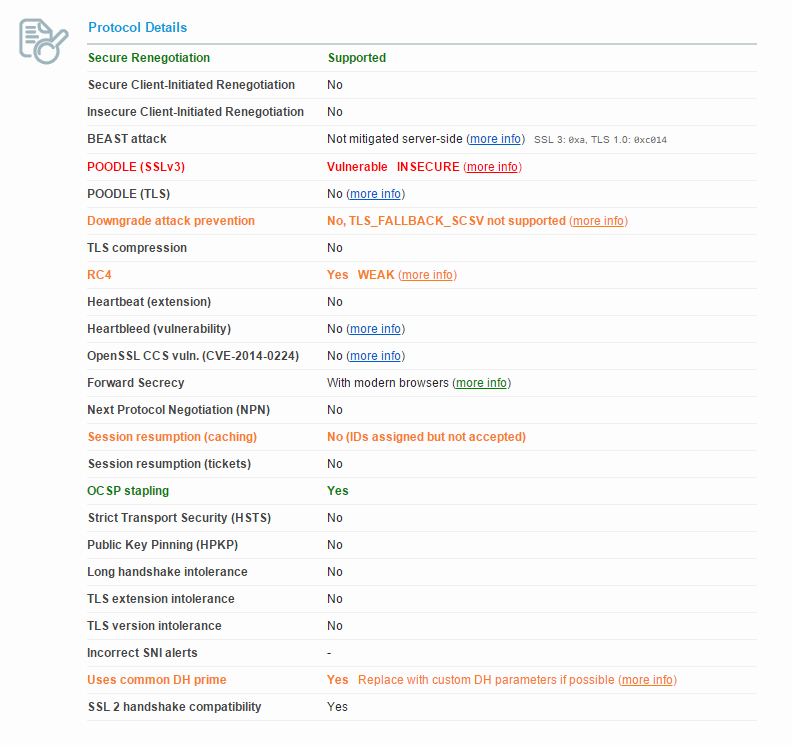 Protocol Details
Secure Renegotiation Supported
Secure Client-Initiated Renegotiation No
Insecure Client-Initiated Renegotiation No
BEAST attack Not mitigated server-side (more info) SSL 3: 0xa, TLS 1.0: 0xc014
POODLE (SSLv3) Vulnerable INSECURE (more info)
POODLE (TLS) No (more info)
Downgrade attack prevention No, TLS_FALLBACK_SCSV not supported (more info)
TLS compression No
RC4 Yes WEAK (more info)
Heartbeat (extension) No
Heartbleed (vulnerability) No (more info)
OpenSSL CCS vuln. (CVE-2014-0224) No (more info)
Forward Secrecy With modern browsers (more info)
Next Protocol Negotiation (NPN) No
Session resumption (caching) No (IDs assigned but not accepted)
Session resumption (tickets) No
OCSP stapling Yes
Strict Transport Security (HSTS) No
Public Key Pinning (HPKP) No
Long handshake intolerance No
TLS extension intolerance No
TLS version intolerance No
Incorrect SNI alerts -
Uses common DH prime Yes Replace with custom DH parameters if possible (more info)
SSL 2 handshake compatibility Yes